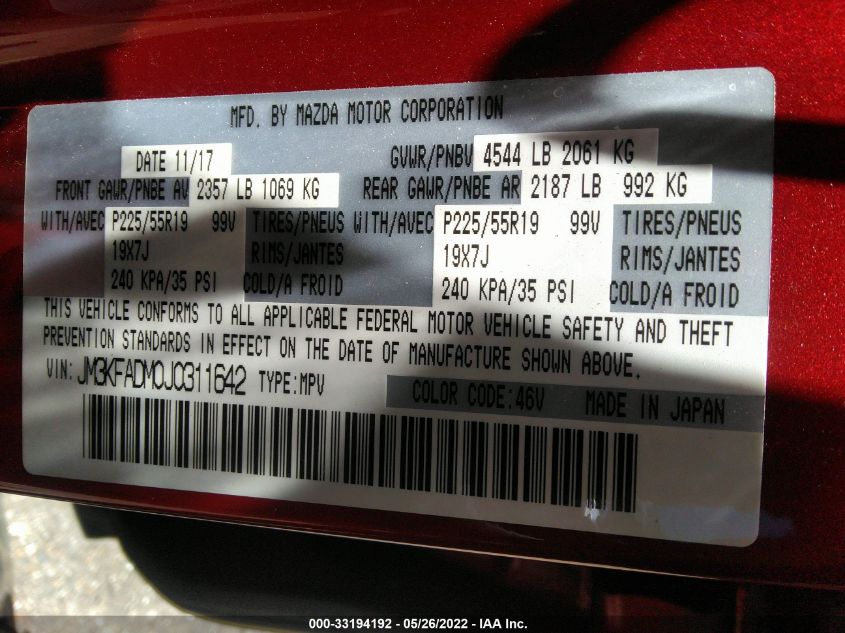 MFD. BY MAZDA MOTOR CORPORATION
DATE 11/17 GVWR/PNBV 4544 LB 2061 KG
FRONT GAWR/PNBE AV 2357 LB 1069 KG REAR GAWR/PNBE AR 2187 LB 992 KG
WITH/AVEC P225/55R19 99V TIRES/PNEUS WITH/AVEC P225/55R19 99V TIRES/PNEUS
19X7J RIMS/JANTES 19X7J RIMS/JANTES
240 KPA/35 PSI COLD/A FROID 240 KPA/35 PSI COLD/A FROID
THIS VEHICLE CONFORMS TO ALL APPLICABLE FEDERAL MOTOR VEHICLE SAFETY AND THEFT
PREVENTION STANDARDS IN EFFECT ON THE DATE OF MANUFACTURE SHOWN ABOVE.
VIN: JM3KFADM0J0311642 TYPE:MPV
COLOR CODE:46V MADE IN JAPAN
000-33194192 - 05/26/2022 - IAA Inc.